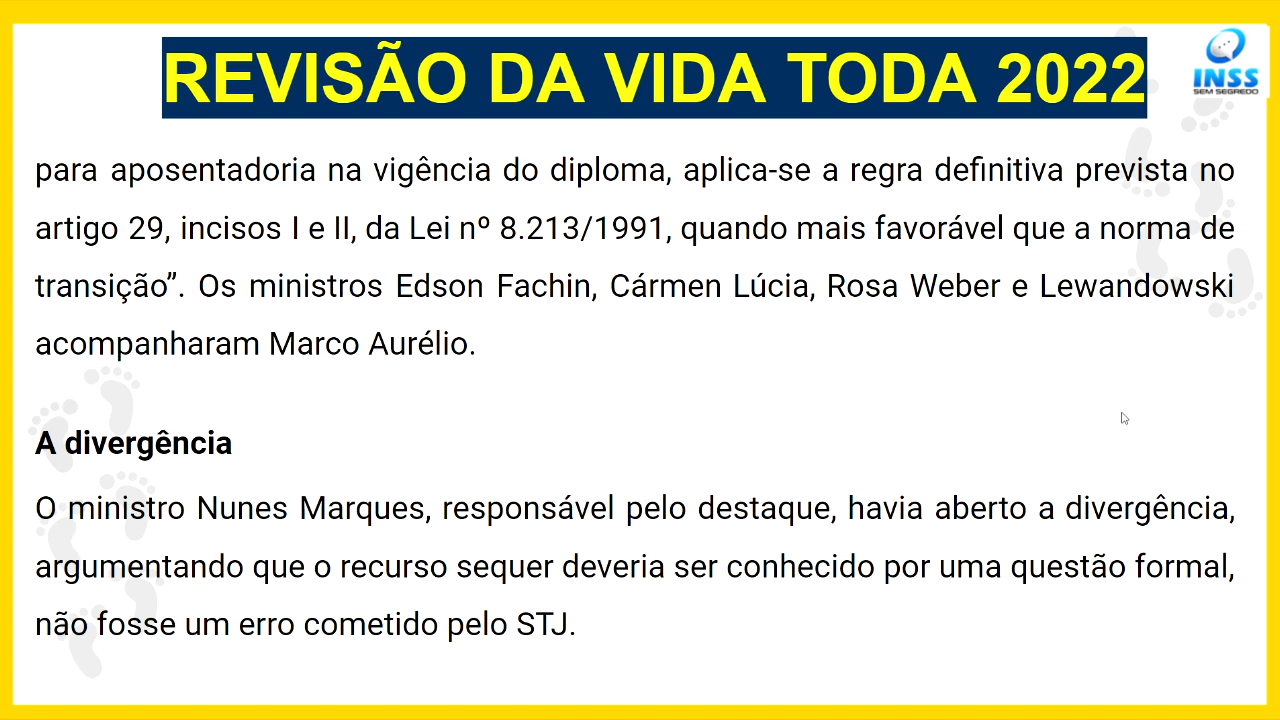 REVISÃO DA VIDA TODA 2022
INSS
SEM SEGREDO
para aposentadoria na vigência do diploma, aplica-se a regra definitiva prevista no
artigo 29, incisos I e II, da Lei nº 8.213/1991, quando mais favorável que a norma de
transição”. Os ministros Edson Fachin, Cármen Lúcia, Rosa Weber e Lewandowski
acompanharam Marco Aurélio.
A divergência
O ministro Nunes Marques, responsável pelo destaque, havia aberto a divergência,
argumentando que o recurso sequer deveria ser conhecido por uma questão formal,
não fosse um erro cometido pelo STJ.